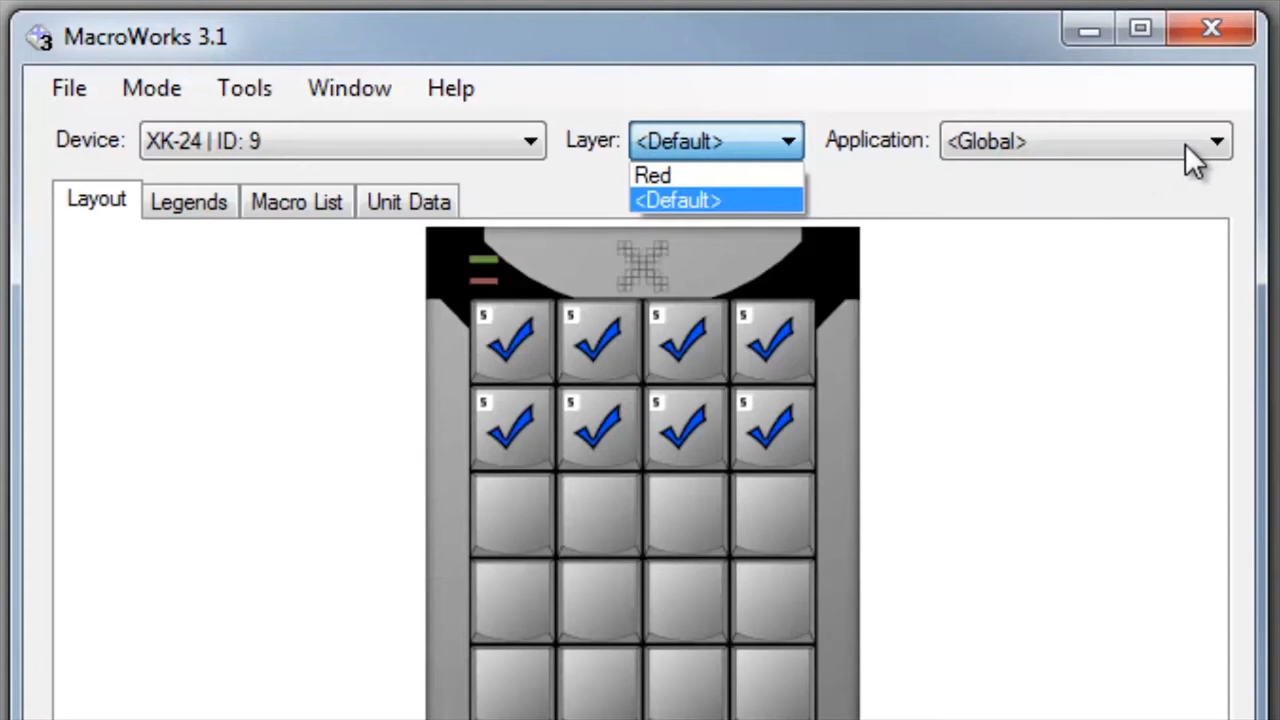 MacroWorks 3.1
File Mode Tools Window Help
Device: XK-24 | ID: 9 Layer: <Default> Application: <Global>
Red
<Default>
Layout Legends Macro List Unit Data
S S S S
S S S S